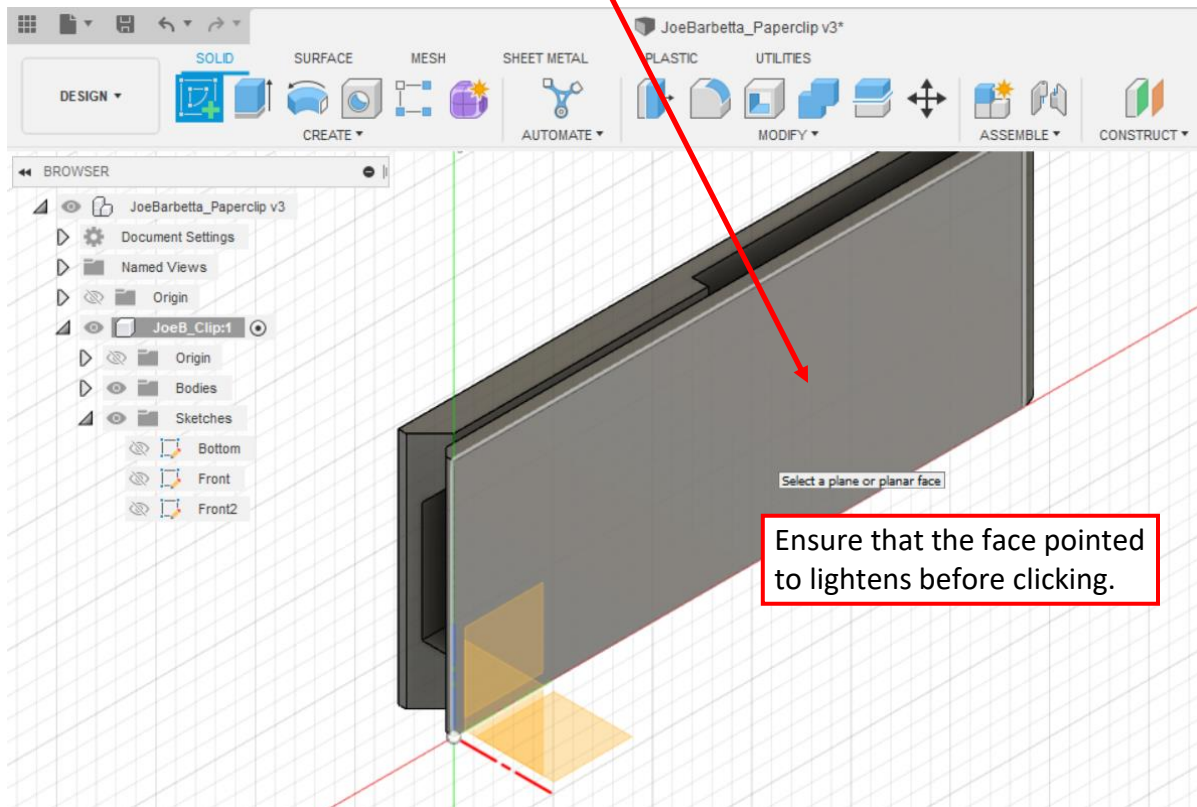 JoeBarbetta_Paperclip v3*
SOLID SURFACE MESH SHEET METAL PLASTIC UTILITIES
DESIGN
CREATE AUTOMATE MODIFY ASSEMBLE CONSTRUCT
BROWSER
JoeBarbetta_Paperclip v3
Document Settings
Named Views
Origin
JoeB_Clip:1
Origin
Bodies
Sketches
Bottom
Front
Front2
Select a plane or planar face
Ensure that the face pointed
to lightens before clicking.